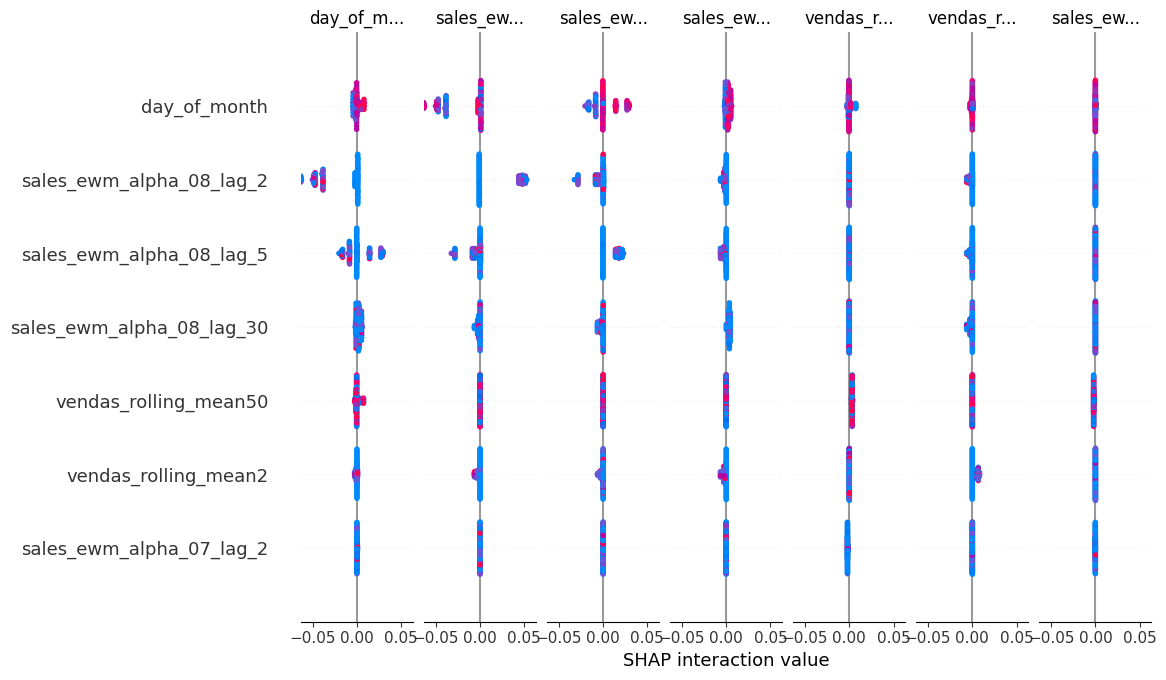 day_of_m... sales_ew... sales_ew... sales_ew... vendas_r... vendas_r... sales_ew...
day_of_month
sales_ewm_alpha_08_lag_2
sales_ewm_alpha_08_lag_5
sales_ewm_alpha_08_lag_30
vendas_rolling_mean50
vendas_rolling_mean2
sales_ewm_alpha_07_lag_2
−0.05 0.00 0.05 −0.05 0.00 0.05 −0.05 0.00 0.05 −0.05 0.00 0.05 −0.05 0.00 0.05 −0.05 0.00 0.05 −0.05 0.00 0.05
SHAP interaction value